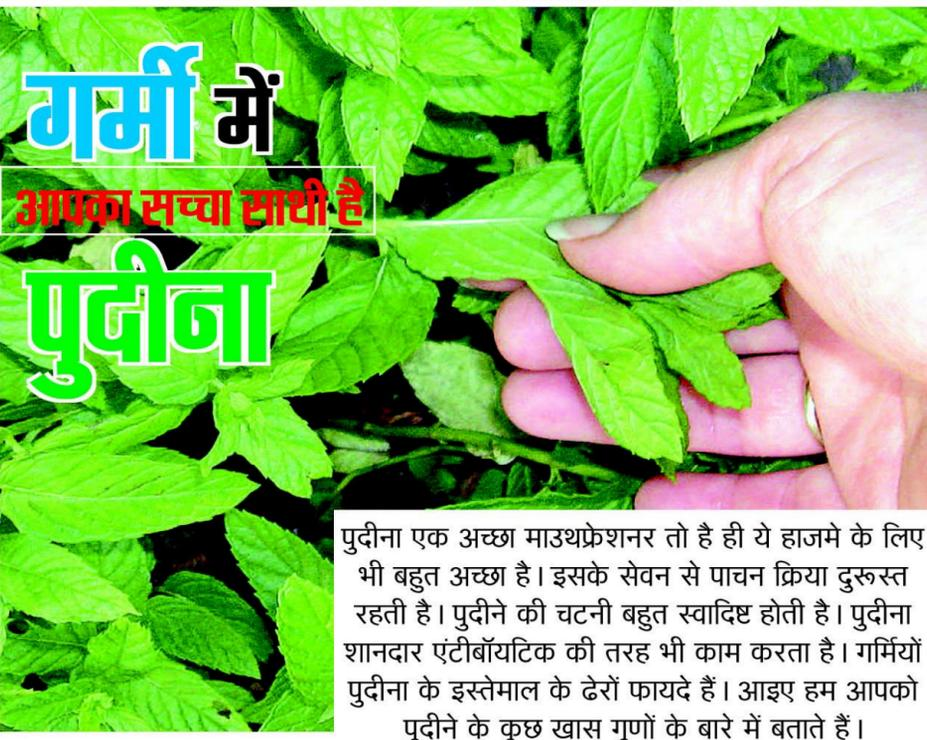 गर्मी में
आपका सच्चा साथी है
पुदीना
पुदीना एक अच्छा माउथफ्रेशनर तो है ही ये हाजमे के लिए
भी बहुत अच्छा है। इसके सेवन से पाचन क्रिया दुरूस्त
रहती है। पुदीने की चटनी बहुत स्वादिष्ट होती है। पुदीना
शानदार एंटीबॉयटिक की तरह भी काम करता है। गर्मियों
पुदीना के इस्तेमाल के ढेरों फायदे हैं। आइए हम आपको
पुदीने के कुछ खास गुणों के बारे में बताते हैं।